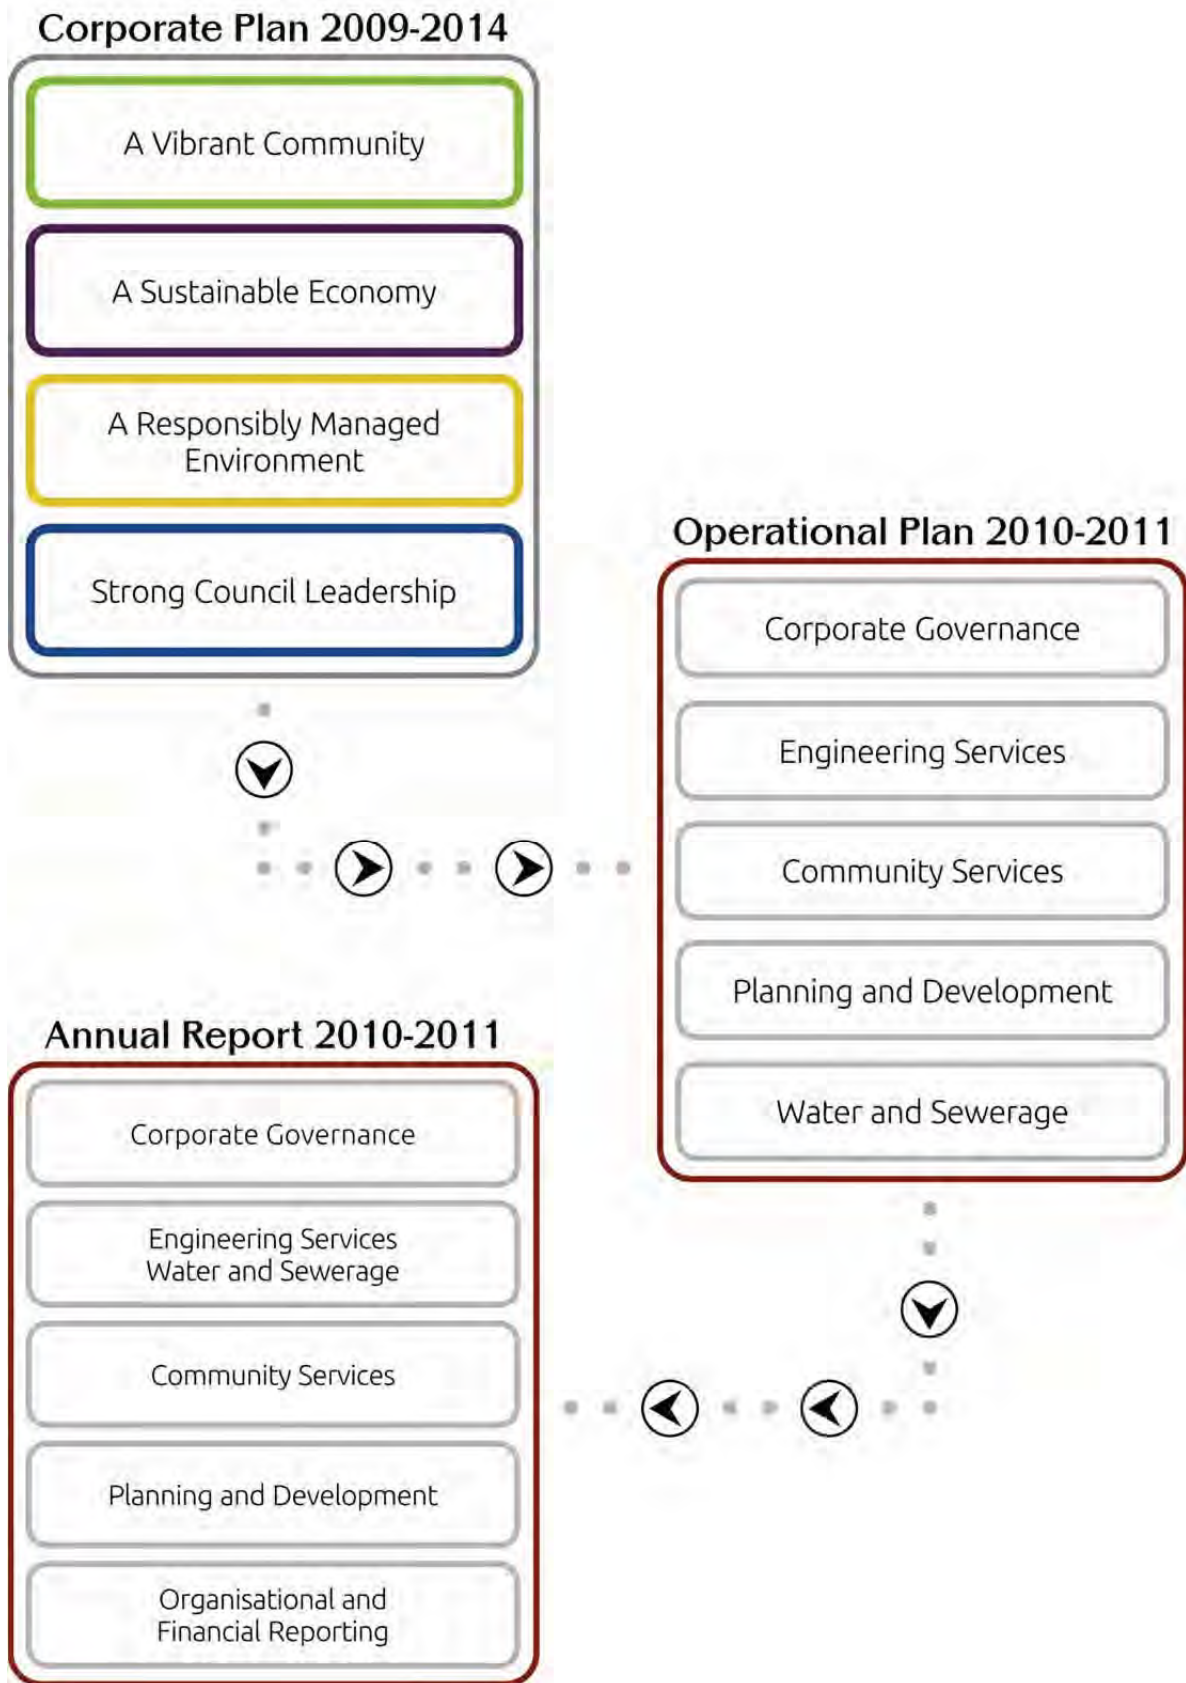 Corporate Plan 2009-2014
A Vibrant Community
A Sustainable Economy
A Responsibly Managed
Environment
Strong Council Leadership
Operational Plan 2010-2011
Corporate Governance
Engineering Services
Community Services
Planning and Development
Water and Sewerage
Annual Report 2010-2011
Corporate Governance
Engineering Services
Water and Sewerage
Community Services
Planning and Development
Organisational and
Financial Reporting